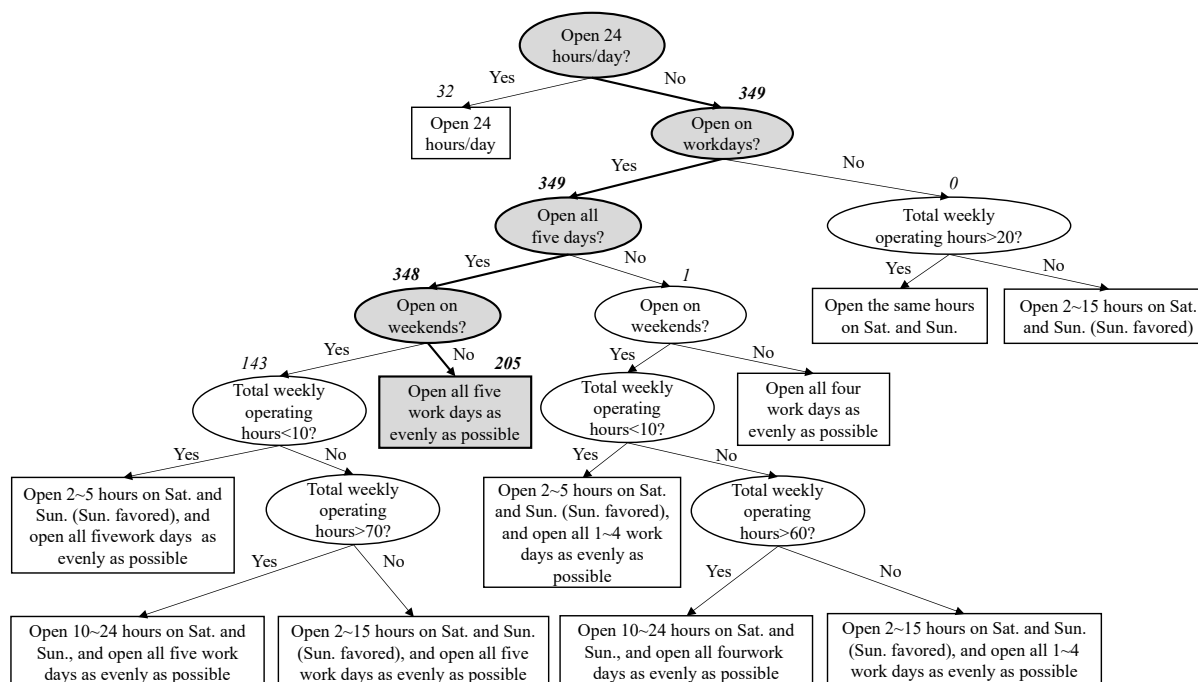 Open 24
hours/day?
Yes
No
32
349
Open 24
hours/day
Open on
workdays?
Yes
No
349
0
Open all
five days?
Total weekly
operating hours>20?
Yes
No
Yes
No
348
1
Open on
weekends?
Open on
weekends?
Open the same hours
on Sat. and Sun.
Open 2~15 hours on Sat.
and Sun. (Sun. favored)
Yes
No
Yes
No
143
205
Total weekly
operating
hours<10?
Open all five
work days as
evenly as possible
Total weekly
operating
hours<10?
Open all four
work days as
evenly as possible
Yes
No
Yes
No
Open 2~5 hours on Sat. and
Sun. (Sun. favored), and
open all fivework days as
evenly as possible
Total weekly
operating
hours>70?
Open 2~5 hours on Sat.
and Sun. (Sun. favored),
and open all 1~4 work
days as evenly as
possible
Total weekly
operating
hours>60?
Yes
No
Yes
No
Open 10~24 hours on Sat. and
Sun., and open all five work
days as evenly as possible
Open 2~15 hours on Sat. and Sun.
(Sun. favored), and open all five
work days as evenly as possible
Open 10~24 hours on Sat. and
Sun., and open all fourwork
days as evenly as possible
Open 2~15 hours on Sat. and Sun.
(Sun. favored), and open all 1~4
work days as evenly as possible